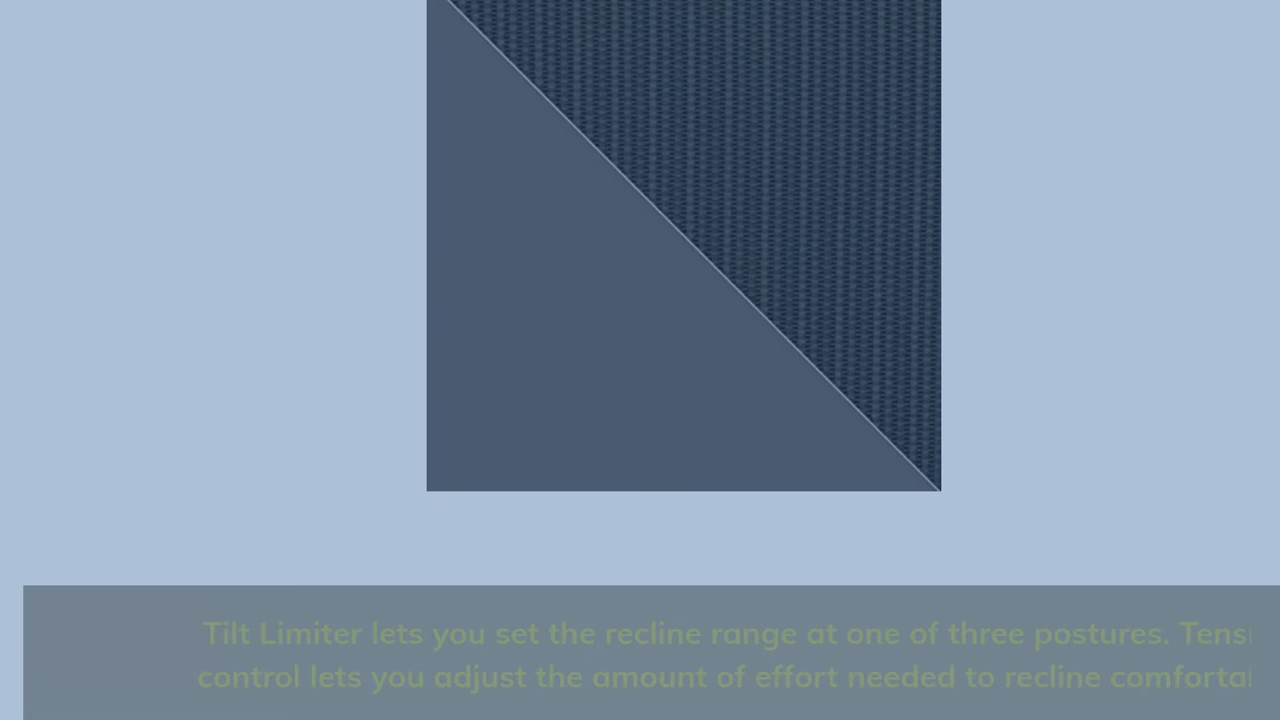 Tilt Limiter lets you set the recline range at one of three postures.
control lets you adjust the amount of effort needed to recline